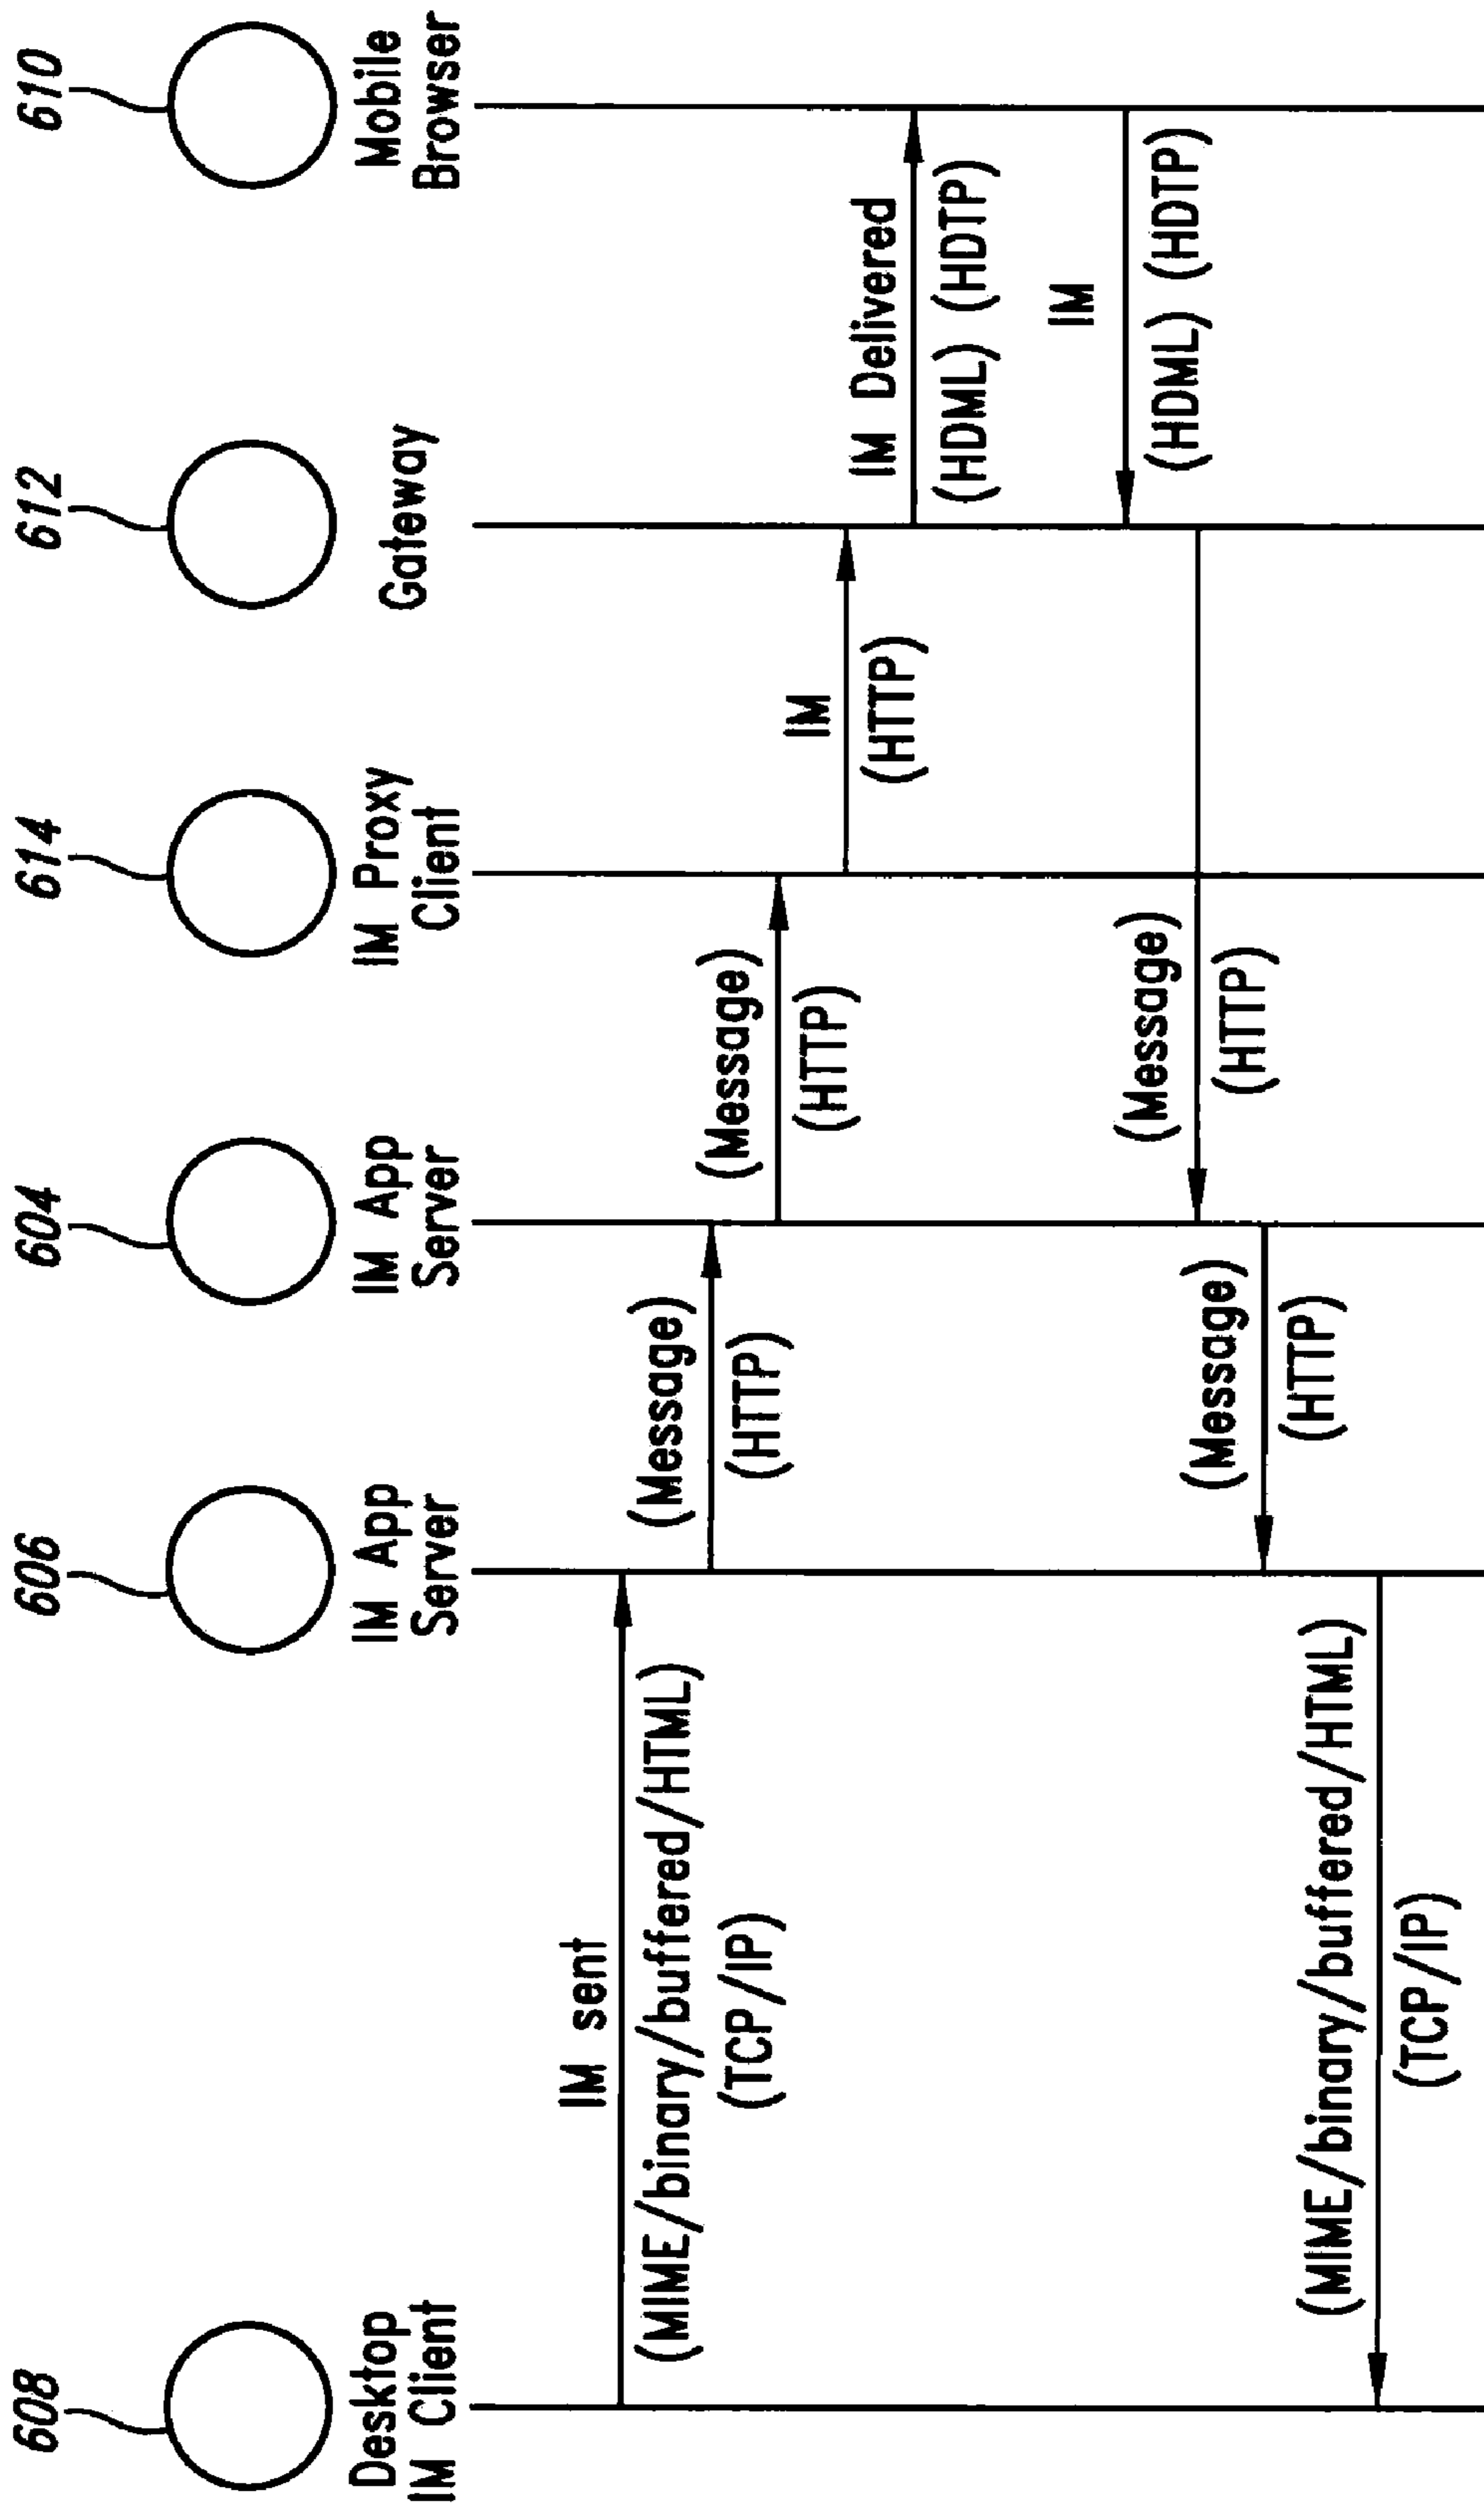 608
606
604
614
612
610
Desktop
IM Client
IM App
Server
IM App
Server
IM Proxy
Client
Gateway
Mobile
Browser
IM sent
(MIME/binary/buffered/HTML)
(TCP/IP)
(Message)
(HTTP)
(Message)
(HTTP)
IM
(HTTP)
IM Delivered
(HDML) (HDTP)
IM
(HDML) (HDTP)
(Message)
(HTTP)
(Message)
(HTTP)
(MIME/binary/buffered/HTML)
(TCP/IP)